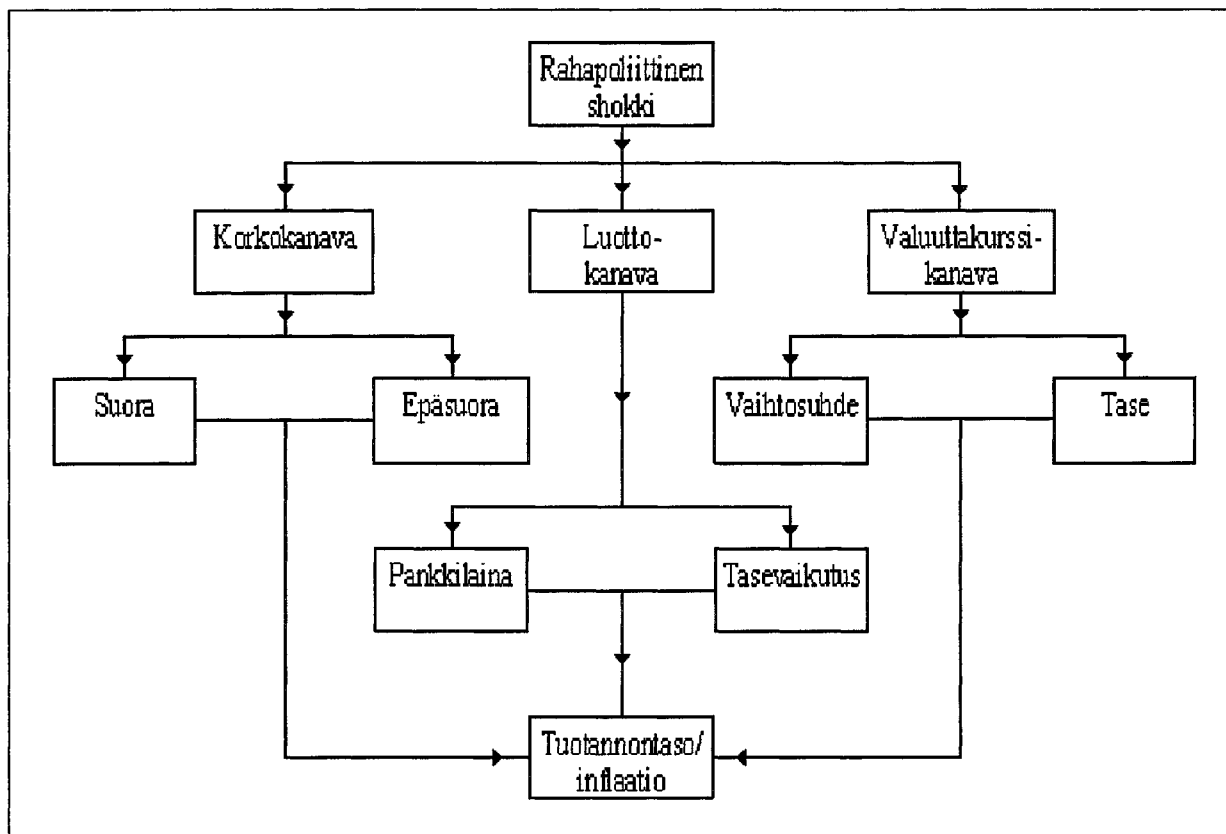 Rahapoliittinen
shokki
Korkokanava
Luotto-
kanava
Valuuttakurssi-
kanava
Suora
Epäsuora
Vaihtosuhde
Tase
Pankkilaina
Tasevaikutus
Tuotannontaso/
inflaatio